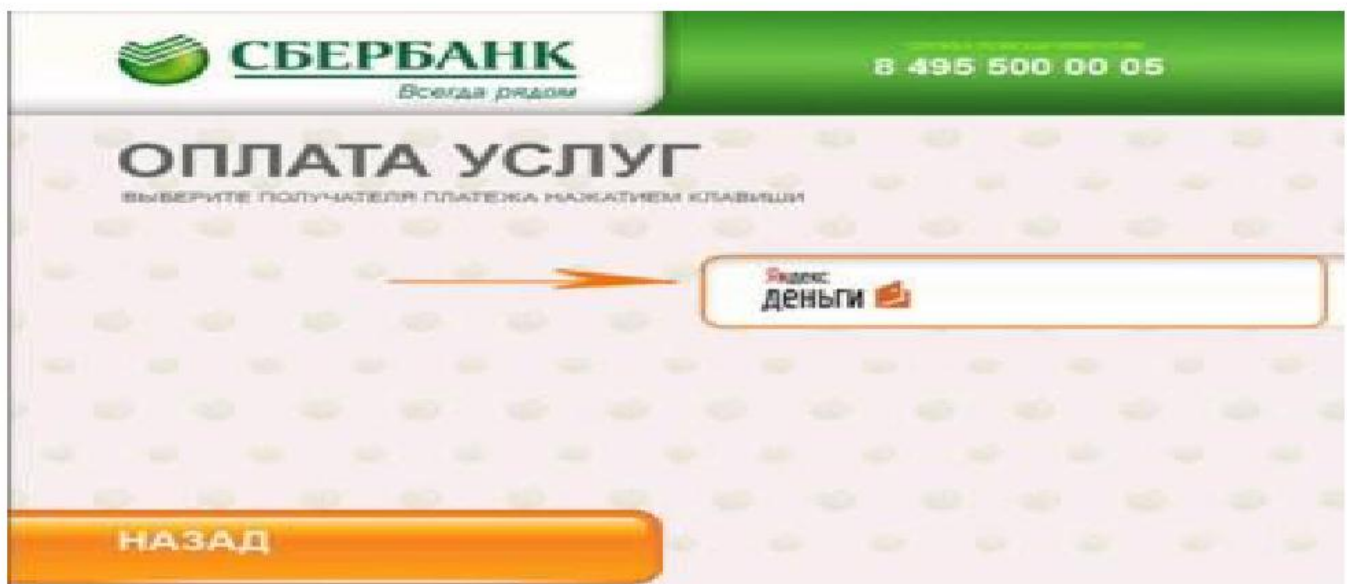 СБЕРБАНК
Всегда рядом
8 495 500 00 05
ОПЛАТА УСЛУГ
ВЫБЕРИТЕ ПОЛУЧАТЕЛЯ ПЛАТЕЖА НАЖАТИЕМ КЛАВИШИ
Яндекс
деньги
НАЗАД